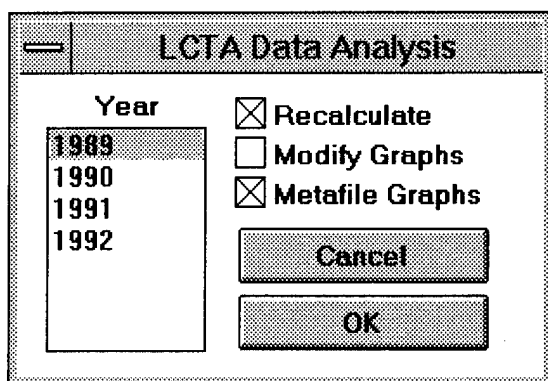 LCTA Data Analysis
Year
1989
1990
1991
1992
Recalculate
Modify Graphs
Metafile Graphs
Cancel
OK